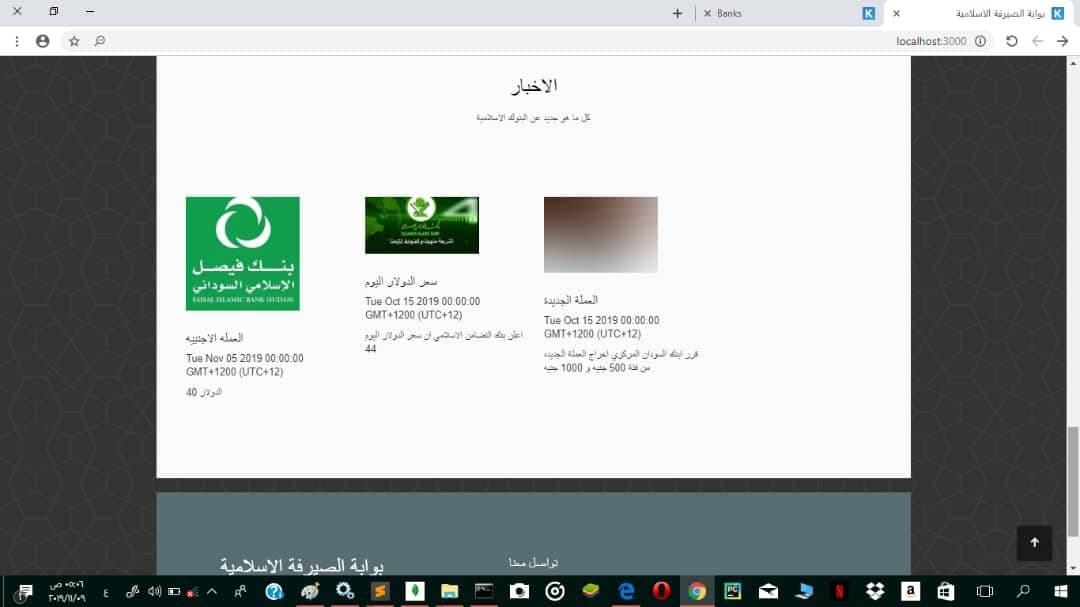 بوابة الصيرفة الاسلامية
Banks
localhost:3000
الاخبار
كل ما هو جديد عن البنوك الاسلامية
العملة الجديدة
Tue Oct 15 2019 00:00:00
GMT+1200 (UTC+12)
قرر ابنك السودان المركزي اخراج العملة الجديده
من فئة 500 جنيه و 1000 جنيه
سعر الدولار اليوم
Tue Oct 15 2019 00:00:00
GMT+1200 (UTC+12)
اعلن بنك التضامن الاسلامي ان سعر الدولار اليوم
44
بنك فيصل
الإسلامي السوداني
FAISAL ISLAMIC BANK (SUDAN)
العمله الاجنبيه
Tue Nov 05 2019 00:00:00
GMT+1200 (UTC+12)
الدولار 40
تواسل معنا
بوابة الصيرفة الاسلامية
ع
٠٥:٠٦ ص
٢٠١٩/١١/٠٩